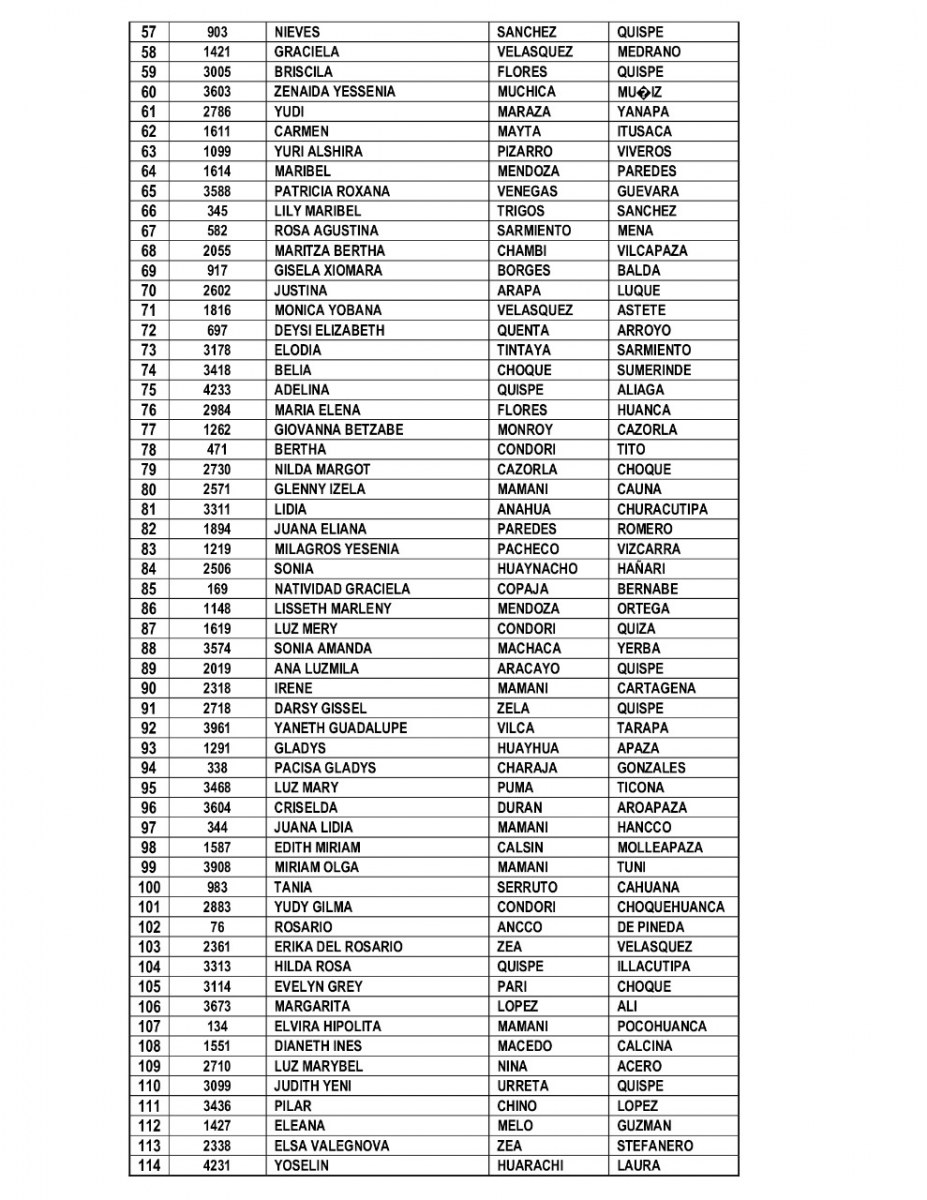 57 903 NIEVES SANCHEZ QUISPE
58 1421 GRACIELA VELASQUEZ MEDRANO
59 3005 BRISCILA FLORES QUISPE
60 3603 ZENAIDA YESSENIA MUCHICA MU�IZ
61 2786 YUDI MARAZA YANAPA
62 1611 CARMEN MAYTA ITUSACA
63 1099 YURI ALSHIRA PIZARRO VIVEROS
64 1614 MARIBEL MENDOZA PAREDES
65 3588 PATRICIA ROXANA VENEGAS GUEVARA
66 345 LILY MARIBEL TRIGOS SANCHEZ
67 582 ROSA AGUSTINA SARMIENTO MENA
68 2055 MARITZA BERTHA CHAMBI VILCAPAZA
69 917 GISELA XIOMARA BORGES BALDA
70 2602 JUSTINA ARAPA LUQUE
71 1816 MONICA YOBANA VELASQUEZ ASTETE
72 697 DEYSI ELIZABETH QUENTA ARROYO
73 3178 ELODIA TINTAYA SARMIENTO
74 3418 BELIA CHOQUE SUMERINDE
75 4233 ADELINA QUISPE ALIAGA
76 2984 MARIA ELENA FLORES HUANCA
77 1262 GIOVANNA BETZABE MONROY CAZORLA
78 471 BERTHA CONDORI TITO
79 2730 NILDA MARGOT CAZORLA CHOQUE
80 2571 GLENNY IZELA MAMANI CAUNA
81 3311 LIDIA ANAHUA CHURACUTIPA
82 1894 JUANA ELIANA PAREDES ROMERO
83 1219 MILAGROS YESENIA PACHECO VIZCARRA
84 2506 SONIA HUAYNACHO HAÑARI
85 169 NATIVIDAD GRACIELA COPAJA BERNABE
86 1148 LISSETH MARLENY MENDOZA ORTEGA
87 1619 LUZ MERY CONDORI QUIZA
88 3574 SONIA AMANDA MACHACA YERBA
89 2019 ANA LUZMILA ARACAYO QUISPE
90 2318 IRENE MAMANI CARTAGENA
91 2718 DARSY GISSEL ZELA QUISPE
92 3961 YANETH GUADALUPE VILCA TARAPA
93 1291 GLADYS HUAYHUA APAZA
94 338 PACISA GLADYS CHARAJA GONZALES
95 3468 LUZ MARY PUMA TICONA
96 3604 CRISELDA DURAN AROAPAZA
97 344 JUANA LIDIA MAMANI HANCCO
98 1587 EDITH MIRIAM CALSIN MOLLEAPAZA
99 3908 MIRIAM OLGA MAMANI TUNI
100 983 TANIA SERRUTO CAHUANA
101 2883 YUDY GILMA CONDORI CHOQUEHUANCA
102 76 ROSARIO ANCCO DE PINEDA
103 2361 ERIKA DEL ROSARIO ZEA VELASQUEZ
104 3313 HILDA ROSA QUISPE ILLACUTIPA
105 3114 EVELYN GREY PARI CHOQUE
106 3673 MARGARITA LOPEZ ALI
107 134 ELVIRA HIPOLITA MAMANI POCOHUANCA
108 1551 DIANETH INES MACEDO CALCINA
109 2710 LUZ MARYBEL NINA ACERO
110 3099 JUDITH YENI URRETA QUISPE
111 3436 PILAR CHINO LOPEZ
112 1427 ELEANA MELO GUZMAN
113 2338 ELSA VALEGNOVA ZEA STEFANERO
114 4231 YOSELIN HUARACHI LAURA